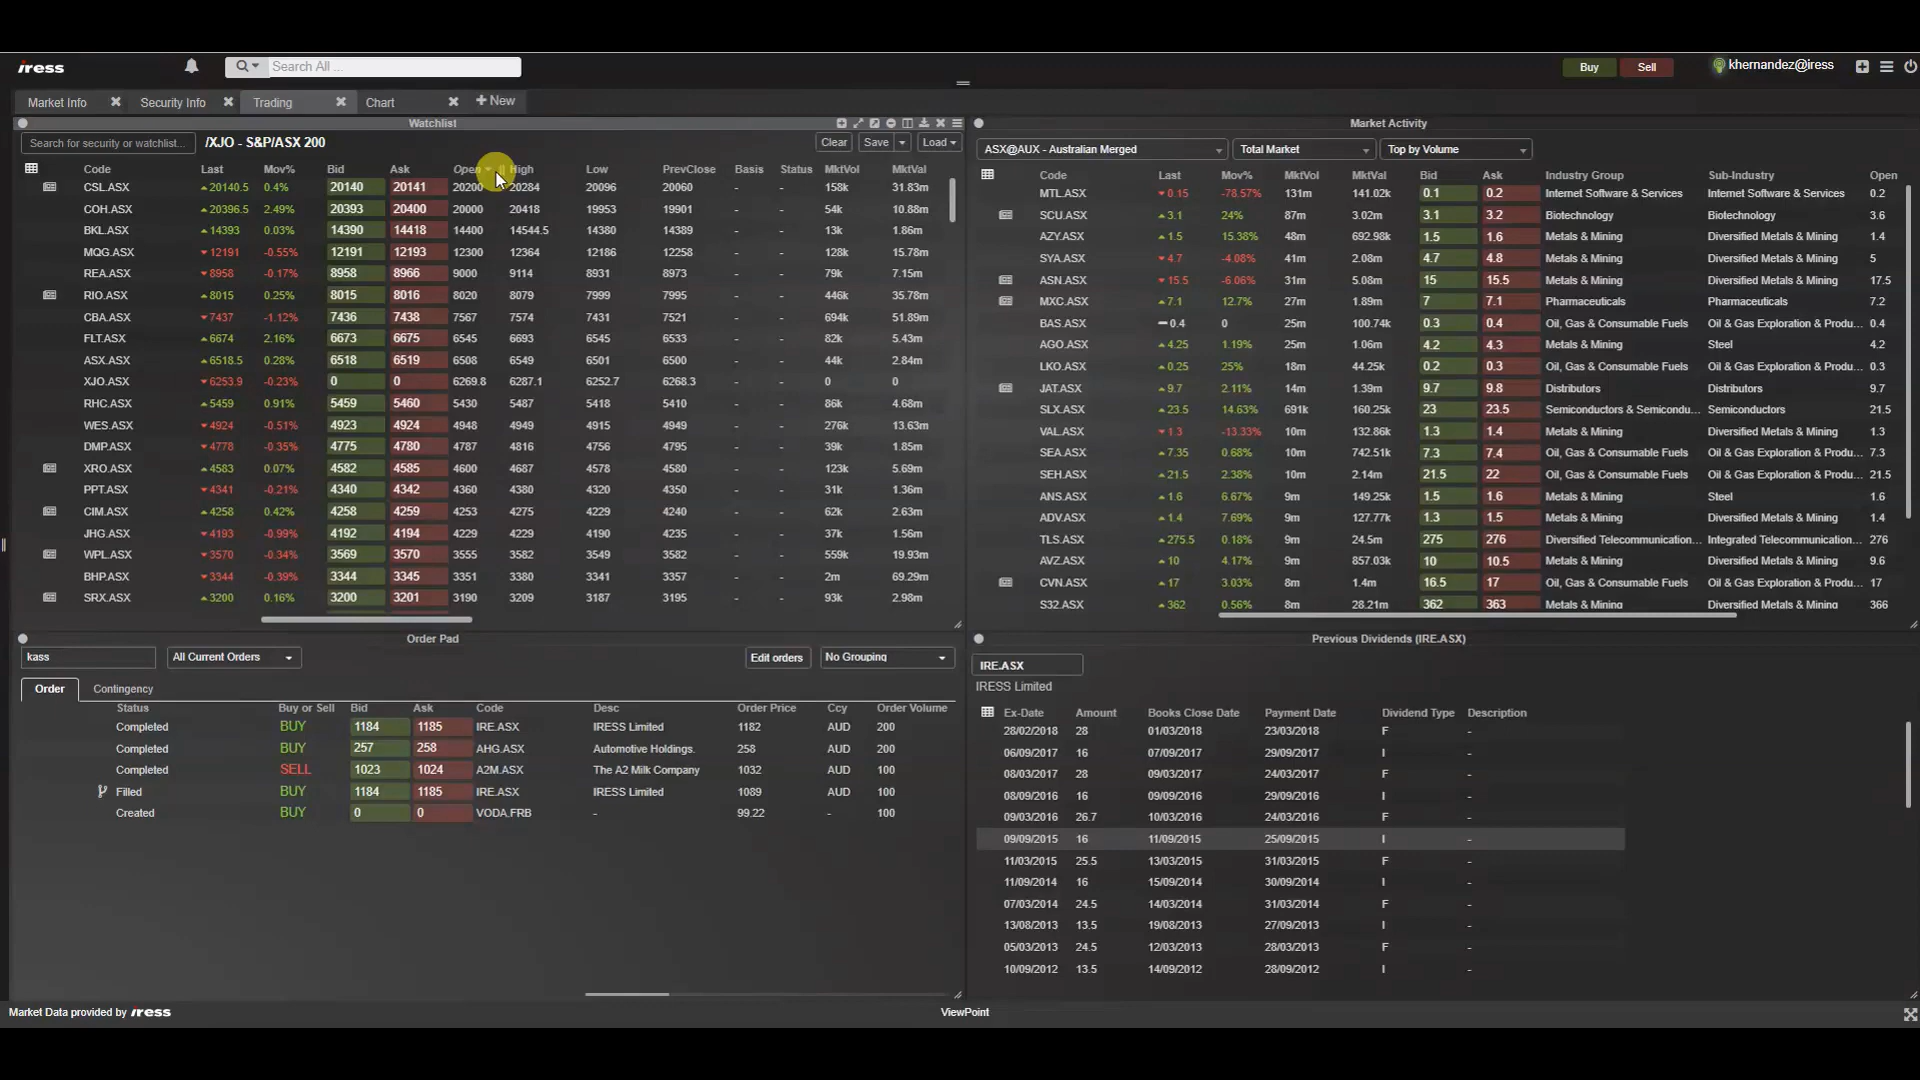 iress
Search All ...
Buy
Sell
khernandez@iress
Market Info
Security Info
Trading
Chart
New
Watchlist
Search for security or watchlist...
/XJO - S&P/ASX 200
Clear
Save
Load
Code Last Mov% Bid Ask Open High Low PrevClose Basis Status MktVol MktVal
CSL.ASX 20140.5 0.4% 20140 20141 20200 20284 20096 20060 - - 158k 31.83m
COH.ASX 20396.5 2.49% 20393 20400 20000 20418 19953 19901 - - 54k 10.88m
BKL.ASX 14393 0.03% 14390 14418 14400 14544.5 14380 14389 - - 13k 1.86m
MQG.ASX 12191 -0.55% 12191 12193 12300 12364 12186 12258 - - 128k 15.78m
REA.ASX 8958 -0.17% 8958 8966 9000 9114 8931 8973 - - 79k 7.15m
RIO.ASX 8015 0.25% 8015 8016 8020 8079 7999 7995 - - 446k 35.78m
CBA.ASX 7437 -1.12% 7436 7438 7567 7574 7431 7521 - - 694k 51.89m
FLT.ASX 6674 2.16% 6673 6675 6545 6693 6545 6533 - - 82k 5.43m
ASX.ASX 6518.5 0.28% 6518 6519 6508 6549 6501 6500 - - 44k 2.84m
XJO.ASX 6253.9 -0.23% 0 0 6269.8 6287.1 6252.7 6268.3 - - 0 0
RHC.ASX 5459 0.91% 5459 5460 5430 5487 5418 5410 - - 86k 4.68m
WES.ASX 4924 -0.51% 4923 4924 4948 4949 4915 4949 - - 276k 13.63m
DMP.ASX 4778 -0.35% 4775 4780 4787 4816 4756 4795 - - 39k 1.85m
XRO.ASX 4583 0.07% 4582 4585 4600 4687 4578 4580 - - 123k 5.69m
PPT.ASX 4341 -0.21% 4340 4342 4360 4380 4320 4350 - - 31k 1.36m
CIM.ASX 4258 0.42% 4258 4259 4253 4275 4229 4240 - - 62k 2.63m
JHG.ASX 4193 -0.99% 4192 4194 4229 4229 4190 4235 - - 37k 1.56m
WPL.ASX 3570 -0.34% 3569 3570 3555 3582 3549 3582 - - 559k 19.93m
BHP.ASX 3344 -0.39% 3344 3345 3351 3380 3341 3357 - - 2m 69.29m
SRX.ASX 3200 0.16% 3200 3201 3190 3209 3187 3195 - - 93k 2.98m
Market Activity
ASX@AUX - Australian Merged
Total Market
Top by Volume
Code Last Mov% MktVol MktVal Bid Ask Industry Group Sub-Industry Open
MTL.ASX 0.15 -78.57% 131m 141.02k 0.1 0.2 Internet Software & Services Internet Software & Services 0.2
SCU.ASX 3.1 24% 87m 3.02m 3.1 3.2 Biotechnology Biotechnology 3.6
AZY.ASX 1.5 15.38% 48m 692.98k 1.5 1.6 Metals & Mining Diversified Metals & Mining 1.4
SYA.ASX 4.7 -4.08% 41m 2.08m 4.7 4.8 Metals & Mining Diversified Metals & Mining 5
ASN.ASX 15.5 -6.06% 31m 5.08m 15 15.5 Metals & Mining Diversified Metals & Mining 17.5
MXC.ASX 7.1 12.7% 27m 1.89m 7 7.1 Pharmaceuticals Pharmaceuticals 7.2
BAS.ASX 0.4 0 25m 100.74k 0.3 0.4 Oil, Gas & Consumable Fuels Oil & Gas Exploration & Produ... 0.4
AGO.ASX 4.25 1.19% 25m 1.06m 4.2 4.3 Metals & Mining Steel 4.2
LKO.ASX 0.25 25% 18m 44.25k 0.2 0.3 Oil, Gas & Consumable Fuels Oil & Gas Exploration & Produ... 0.3
JAT.ASX 9.7 2.11% 14m 1.39m 9.7 9.8 Distributors Distributors 9.7
SLX.ASX 23.5 14.63% 691k 160.25k 23 23.5 Semiconductors & Semicondu... Semiconductors 21.5
VAL.ASX 1.3 -13.33% 10m 132.86k 1.3 1.4 Metals & Mining Diversified Metals & Mining 1.3
SEA.ASX 7.35 0.68% 10m 742.51k 7.3 7.4 Oil, Gas & Consumable Fuels Oil & Gas Exploration & Produ... 7.3
SEH.ASX 21.5 2.38% 10m 2.14m 21.5 22 Oil, Gas & Consumable Fuels Oil & Gas Exploration & Produ... 21.5
ANS.ASX 1.6 6.67% 9m 149.25k 1.5 1.6 Metals & Mining Steel 1.6
ADV.ASX 1.4 7.69% 9m 127.77k 1.3 1.5 Metals & Mining Diversified Metals & Mining 1.4
TLS.ASX 275.5 0.18% 9m 24.5m 275 276 Diversified Telecommunication... Integrated Telecommunication... 276
AVZ.ASX 10 4.17% 9m 857.03k 10 10.5 Metals & Mining Diversified Metals & Mining 9.6
CVN.ASX 17 3.03% 8m 1.4m 16.5 17 Oil, Gas & Consumable Fuels Oil & Gas Exploration & Produ... 17
S32.ASX 362 0.56% 8m 28.21m 362 363 Metals & Mining Diversified Metals & Mining 366
Order Pad
kass
All Current Orders
Edit orders
No Grouping
Order
Contingency
Status Buy or Sell Bid Ask Code Desc Order Price Ccy Order Volume
Completed BUY 1184 1185 IRE.ASX IRESS Limited 1182 AUD 200
Completed BUY 257 258 AHG.ASX Automotive Holdings. 258 AUD 200
Completed SELL 1023 1024 A2M.ASX The A2 Milk Company 1032 AUD 100
Filled BUY 1184 1185 IRE.ASX IRESS Limited 1089 AUD 100
Created BUY 0 0 VODA.FRB - 99.22 - 100
Previous Dividends (IRE.ASX)
IRE.ASX
IRESS Limited
Ex-Date Amount Books Close Date Payment Date Dividend Type Description
28/02/2018 28 01/03/2018 23/03/2018 F -
06/09/2017 16 07/09/2017 29/09/2017 I -
08/03/2017 28 09/03/2017 24/03/2017 F -
08/09/2016 16 09/09/2016 29/09/2016 I -
09/03/2016 26.7 10/03/2016 24/03/2016 F -
09/09/2015 16 11/09/2015 25/09/2015 I -
11/03/2015 25.5 13/03/2015 31/03/2015 F -
11/09/2014 16 15/09/2014 30/09/2014 I -
07/03/2014 24.5 14/03/2014 31/03/2014 F -
13/08/2013 13.5 19/08/2013 27/09/2013 I -
05/03/2013 24.5 12/03/2013 28/03/2013 F -
10/09/2012 13.5 14/09/2012 28/09/2012 I -
Market Data provided by iress
ViewPoint